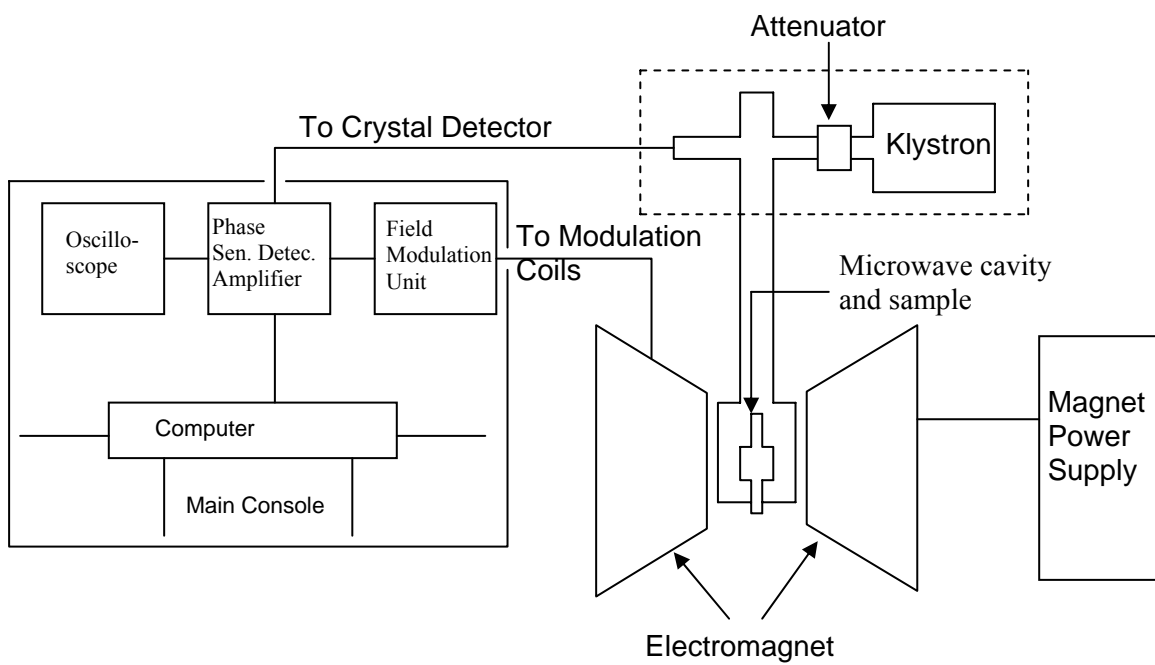 Attenuator
To Crystal Detector
Klystron
Oscillo-
scope
Phase
Sen. Detec.
Amplifier
Field
Modulation
Unit
To Modulation
Coils
Microwave cavity
and sample
Magnet
Power
Supply
Computer
Main Console
Electromagnet